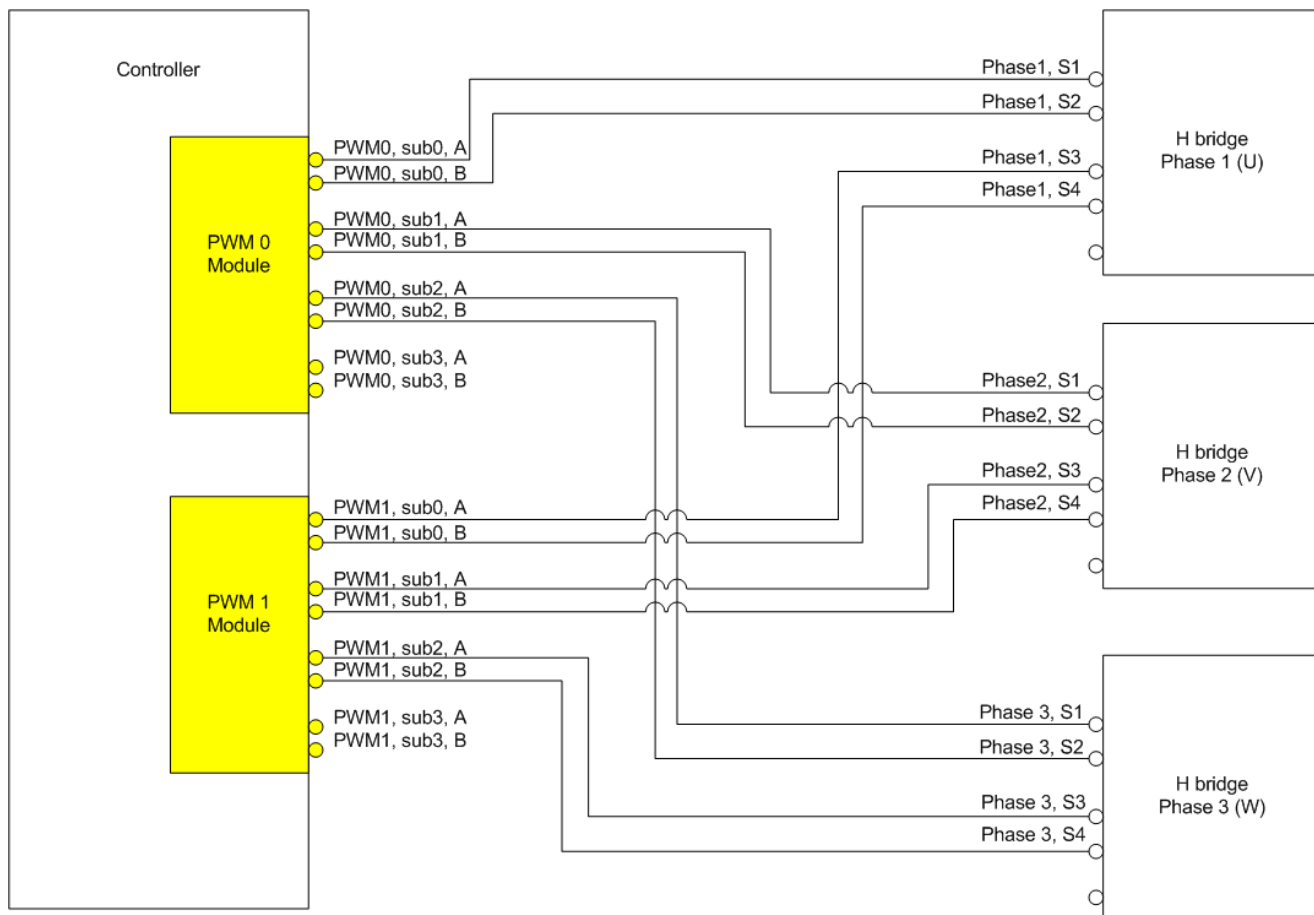 Controller
PWM 0
Module
PWM0, sub0, A
PWM0, sub0, B
PWM0, sub1, A
PWM0, sub1, B
PWM0, sub2, A
PWM0, sub2, B
PWM0, sub3, A
PWM0, sub3, B
PWM 1
Module
PWM1, sub0, A
PWM1, sub0, B
PWM1, sub1, A
PWM1, sub1, B
PWM1, sub2, A
PWM1, sub2, B
PWM1, sub3, A
PWM1, sub3, B
Phase1, S1
Phase1, S2
Phase1, S3
Phase1, S4
H bridge
Phase 1 (U)
Phase2, S1
Phase2, S2
Phase2, S3
Phase2, S4
H bridge
Phase 2 (V)
Phase 3, S1
Phase 3, S2
Phase 3, S3
Phase 3, S4
H bridge
Phase 3 (W)